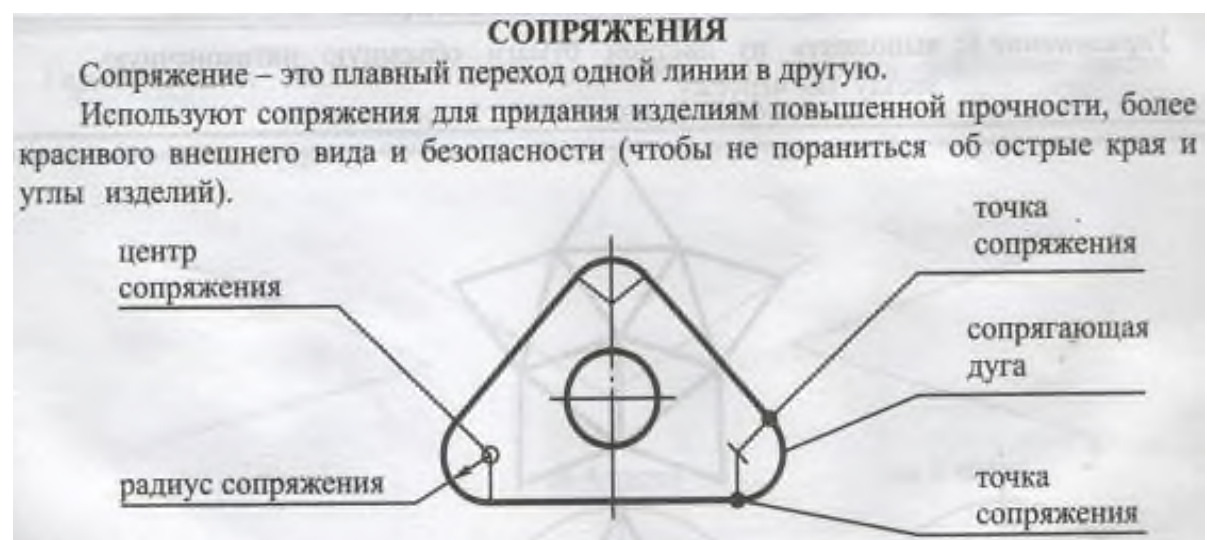 СОПРЯЖЕНИЯ
Сопряжение – это плавный переход одной линии в другую.
Используют сопряжения для придания изделиям повышенной прочности, более
красивого внешнего вида и безопасности (чтобы не пораниться об острые края и
углы изделий).
центр
сопряжения
радиус сопряжения
точка
сопряжения
сопрягающая
дуга
точка
сопряжения